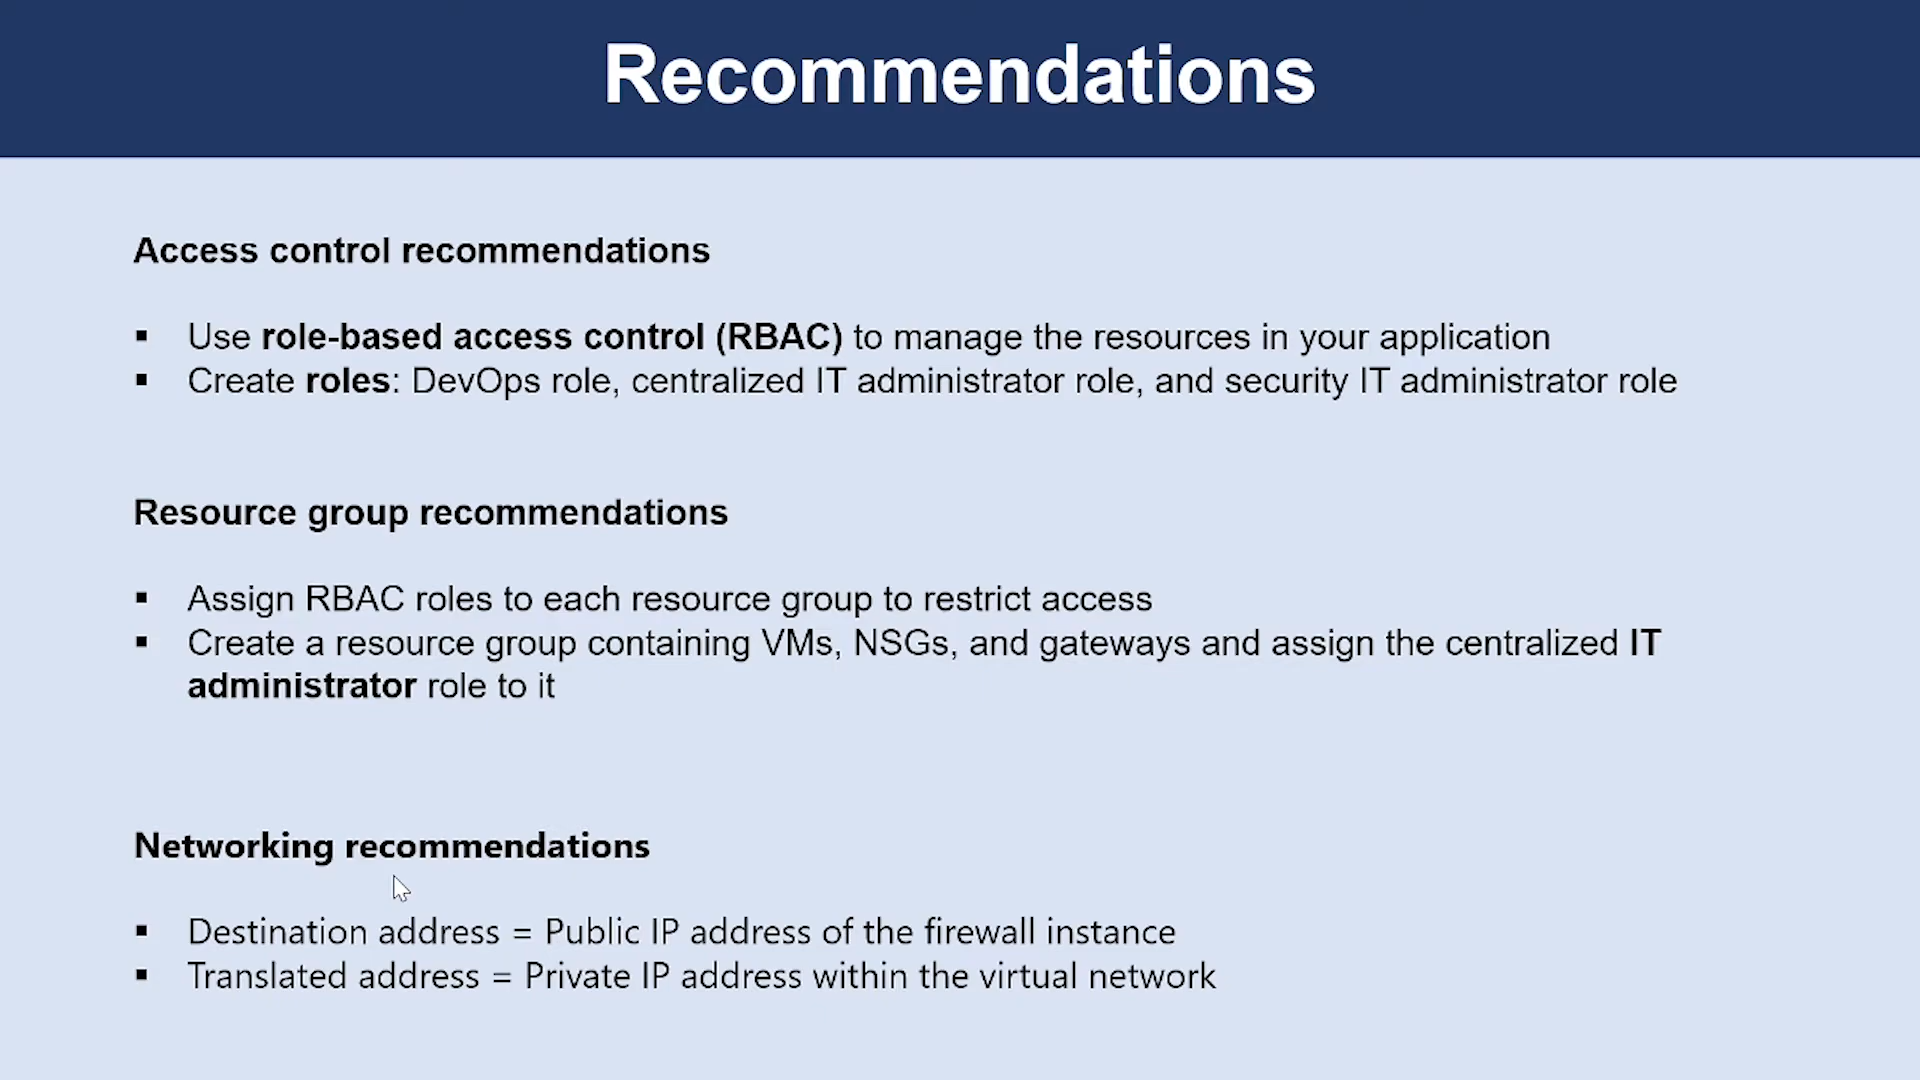 Recommendations
Access control recommendations
▪ Use role-based access control (RBAC) to manage the resources in your application
▪ Create roles: DevOps role, centralized IT administrator role, and security IT administrator role
Resource group recommendations
▪ Assign RBAC roles to each resource group to restrict access
▪ Create a resource group containing VMs, NSGs, and gateways and assign the centralized IT
administrator role to it
Networking recommendations
▪ Destination address = Public IP address of the firewall instance
▪ Translated address = Private IP address within the virtual network